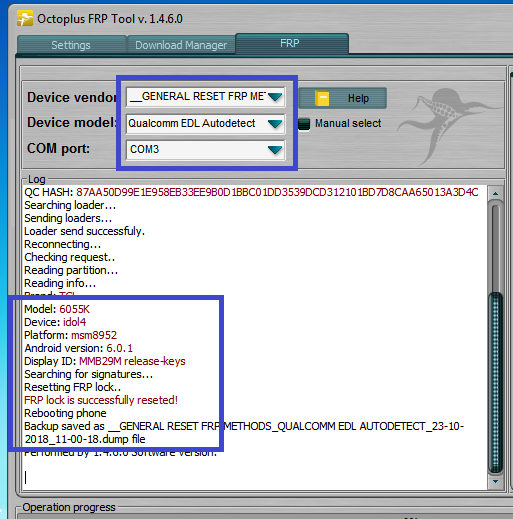 Octoplus FRP Tool v. 1.4.6.0
Settings
Download Manager
FRP
Device vendor
__GENERAL RESET FRP MET
Help
Device model:
Qualcomm EDL Autodetect
Manual select
COM port:
COM3
Log
QC HASH: 87AA50D99E1E958EB33EE9B0D1BBC01DD3539DCD312101BD7D8CAA65013A3D4C
Searching loader...
Sending loaders...
Loader send successfuly.
Reconnecting...
Checking request..
Reading partition...
Reading info...
Brand: TCL
Model: 6055K
Device: idol4
Platform: msm8952
Android version: 6.0.1
Display ID: MMB29M release-keys
Searching for signatures...
Resetting FRP lock..
FRP lock is successfully reseted!
Rebooting phone
Backup saved as __GENERAL RESET FRP METHODS_QUALCOMM EDL AUTODETECT_23-10-
2018_11-00-18.dump file
Performed by 1.4.6.0 Software version.
Operation progress